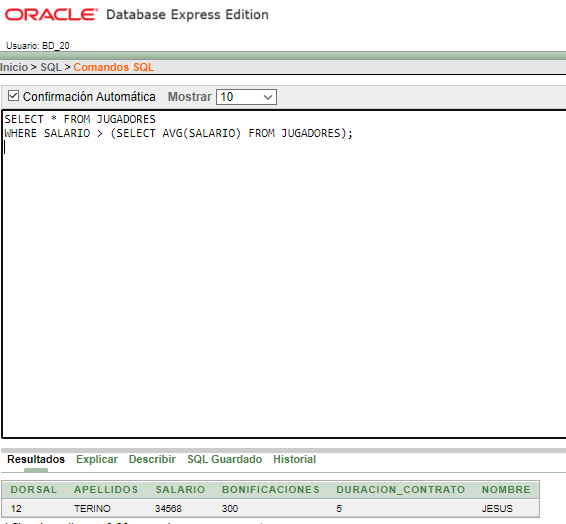 ORACLE® Database Express Edition
Usuario: BD_20
Inicio > SQL > Comandos SQL
Confirmación Automática Mostrar 10
SELECT * FROM JUGADORES
WHERE SALARIO > (SELECT AVG(SALARIO) FROM JUGADORES);
Resultados Explicar Describir SQL Guardado Historial
DORSAL APELLIDOS SALARIO BONIFICACIONES DURACION_CONTRATO NOMBRE
12 TERINO 34568 300 5 JESUS